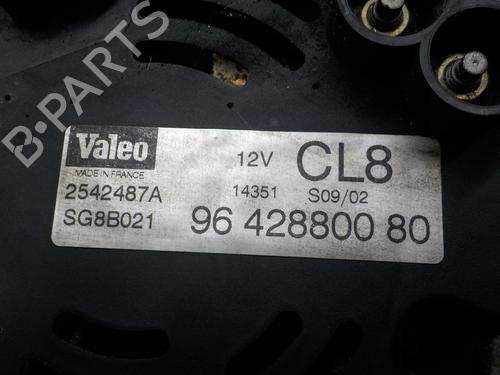 B-PARTS
Valeo
MADE IN FRANCE
12V CL8
2542487A 14351 S09/02
SG8B021 96 428800 80